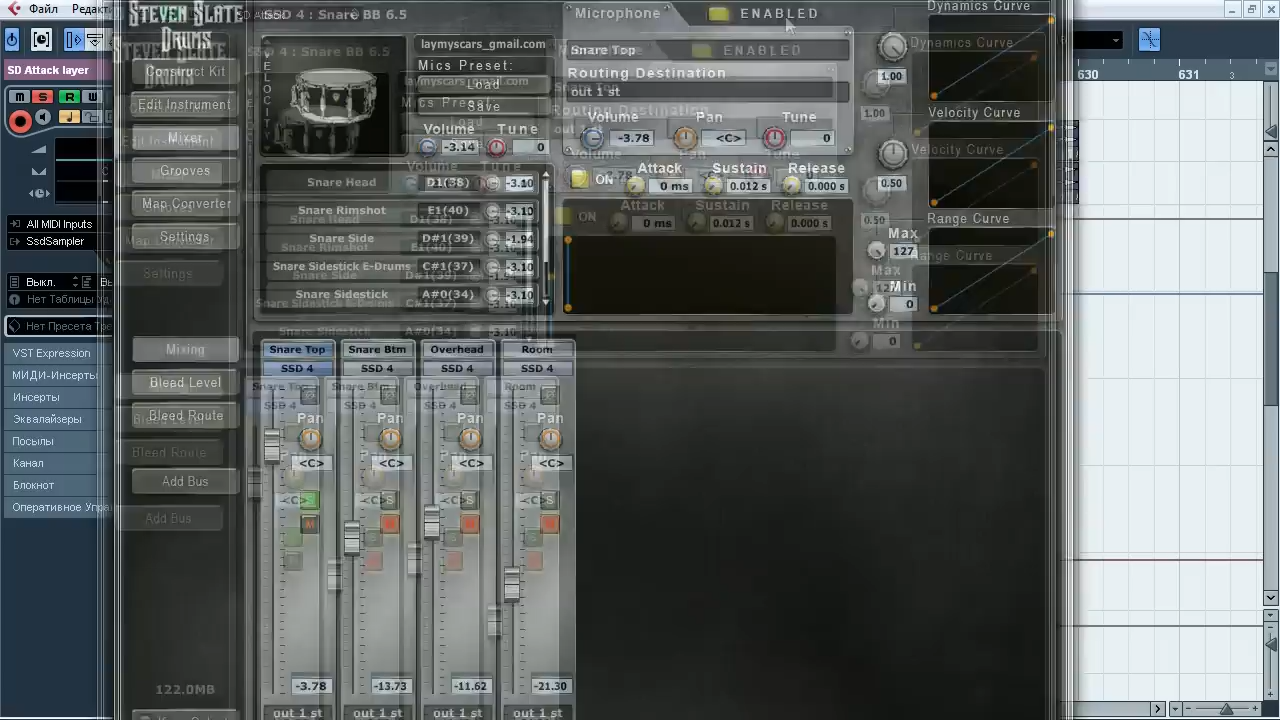 Файл
Редакт
STEVEN SLATE
DRUMS
SSD 4 : Snare BB 6.5
Microphone
ENABLED
Dynamics Curve
SD Attack layer
Construct Kit
Edit Instrument
Mixer
Grooves
Map Converter
Settings
VELOCITY
laymyscars_gmail.com
Mics Preset:
Load
Save
Volume
Tune
-3.14
0
Snare Top
Routing Destination
out 1 st
Volume
Pan
Tune
-3.78
<C>
0
ON
Attack
Sustain
Release
0 ms
0.012 s
0.000 s
1.00
Velocity Curve
0.50
Range Curve
Max
127
Min
0
630
631
3
Snare Head
D1(38)
-3.10
Snare Rimshot
E1(40)
-3.10
Snare Side
D#1(39)
-1.94
Snare Sidestick E-Drums
C#1(37)
-3.10
Snare Sidestick
A#0(34)
-3.10
M
S
R
W
All MIDI Inputs
SsdSampler
Выкл.
Нет Таблицы Уд
Нет Пресета Тре
VST Expression
МИДИ-Инсерты
Инсерты
Эквалайзеры
Посылы
Канал
Блокнот
Оперативное Упра
Mixing
Bleed Level
Bleed Route
Add Bus
122.0MB
Snare Top
Snare Btm
Overhead
Room
SSD 4
SSD 4
SSD 4
SSD 4
Pan
Pan
Pan
Pan
<C>
<C>
<C>
<C>
-3.78
-13.73
-11.62
-21.30
out 1 st
out 1 st
out 1 st
out 1 st